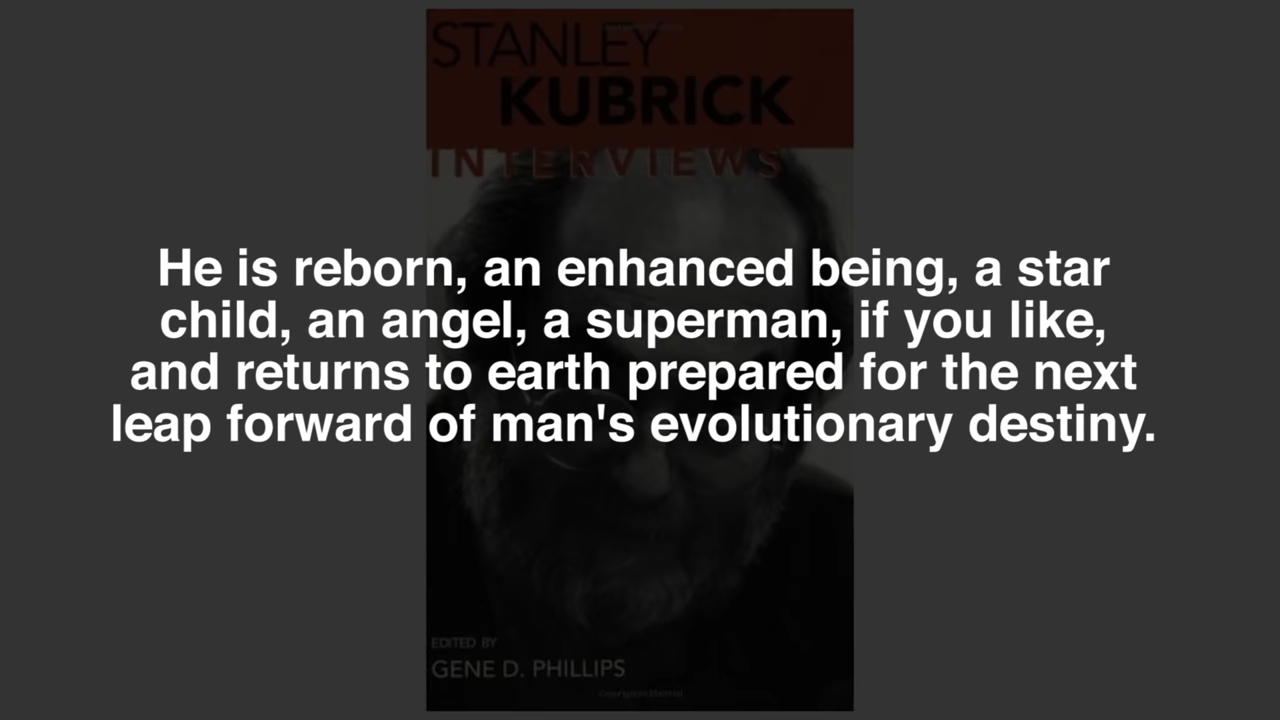 STANLEY
KUBRICK
INTERVIEWS
He is reborn, an enhanced being, a star
child, an angel, a superman, if you like,
and returns to earth prepared for the next
leap forward of man's evolutionary destiny.
EDITED BY
GENE D. PHILLIPS